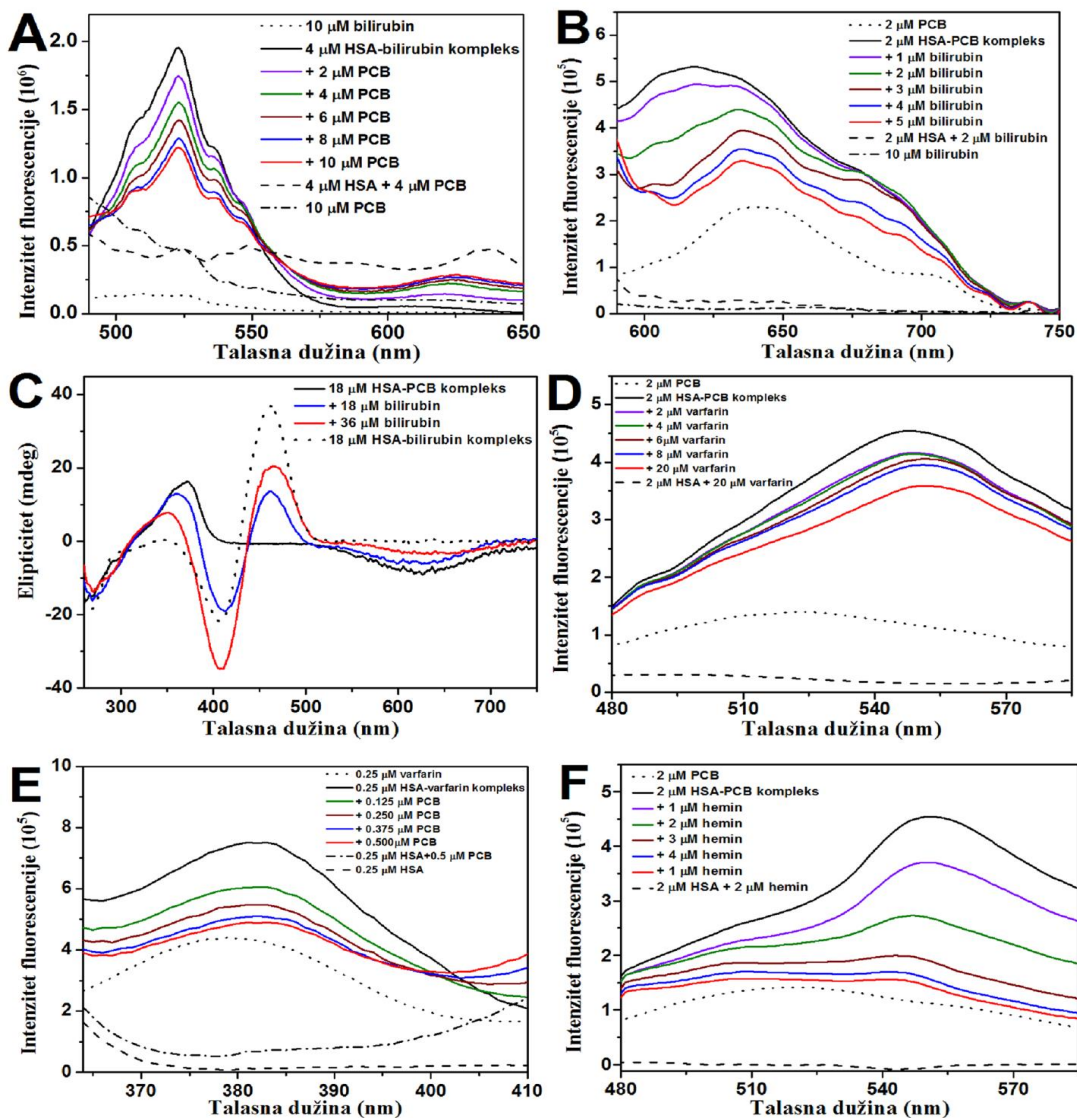 A
10 μM bilirubin
4 μM HSA-bilirubin kompleks
+ 2 μM PCB
+ 4 μM PCB
+ 6 μM PCB
+ 8 μM PCB
+ 10 μM PCB
4 μM HSA + 4 μM PCB
10 μM PCB
Intenzitet fluorescencije (10⁶)
2.0
1.5
1.0
0.5
0.0
500
550
600
650
Talasna dužina (nm)
B
2 μM PCB
2 μM HSA-PCB kompleks
+ 1 μM bilirubin
+ 2 μM bilirubin
+ 3 μM bilirubin
+ 4 μM bilirubin
+ 5 μM bilirubin
2 μM HSA + 2 μM bilirubin
10 μM bilirubin
Intenzitet fluorescencije (10⁵)
6
5
4
3
2
1
0
600
650
700
750
Talasna dužina (nm)
C
18 μM HSA-PCB kompleks
+ 18 μM bilirubin
+ 36 μM bilirubin
18 μM HSA-bilirubin kompleks
Elipticitet (mdeg)
40
20
0
-20
-40
300
400
500
600
700
Talasna dužina (nm)
D
2 μM PCB
2 μM HSA-PCB kompleks
+ 2 μM varfarin
+ 4 μM varfarin
+ 6μM varfarin
+ 8 μM varfarin
+ 20 μM varfarin
2 μM HSA + 20 μM varfarin
Intenzitet fluorescencije (10⁵)
5
4
3
2
1
0
480
510
540
570
Talasna dužina (nm)
E
0.25 μM varfarin
0.25 μM HSA-varfarin kompleks
+ 0.125 μM PCB
+ 0.250 μM PCB
+ 0.375 μM PCB
+ 0.500μM PCB
0.25 μM HSA+0.5 μM PCB
0.25 μM HSA
Intenzitet fluorescencije (10⁵)
10
8
6
4
2
0
370
380
390
400
410
Talasna dužina (nm)
F
2 μM PCB
2 μM HSA-PCB kompleks
+ 1 μM hemin
+ 2 μM hemin
+ 3 μM hemin
+ 4 μM hemin
+ 1 μM hemin
2 μM HSA + 2 μM hemin
Intenzitet fluorescencije (10⁵)
5
4
3
2
1
0
480
510
540
570
Talasna dužina (nm)